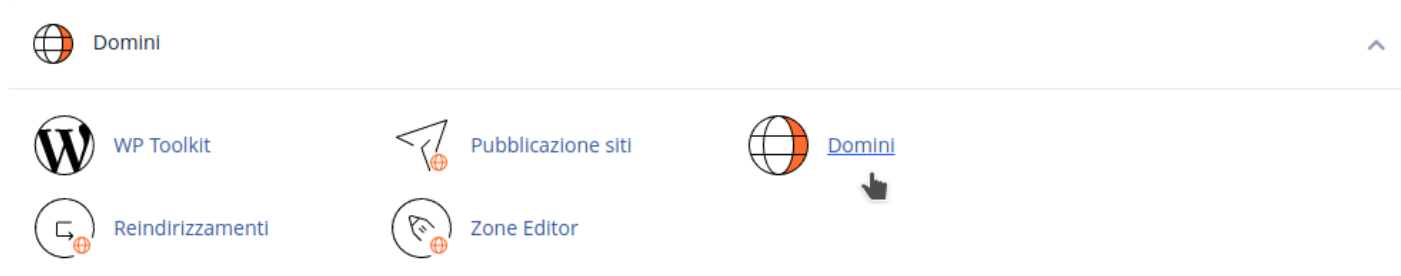 Domini
WP Toolkit
Pubblicazione siti
Domini
Reindirizzamenti
Zone Editor